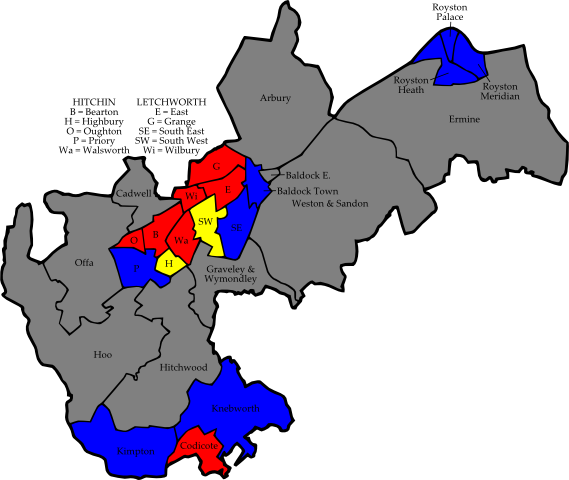 Royston
Palace
Royston
Heath
Royston
Meridian
Arbury
Ermine
HITCHIN
B = Bearton
H = Highbury
O = Oughton
P = Priory
Wa = Walsworth
LETCHWORTH
E = East
G = Grange
SE = South East
SW = South West
Wi = Wilbury
G
Baldock E.
Baldock Town
Weston & Sandon
Cadwell
Wi
E
SW
SE
O
B
Wa
Offa
P
H
Graveley &
Wymondley
Hoo
Hitchwood
Knebworth
Kimpton
Codicote